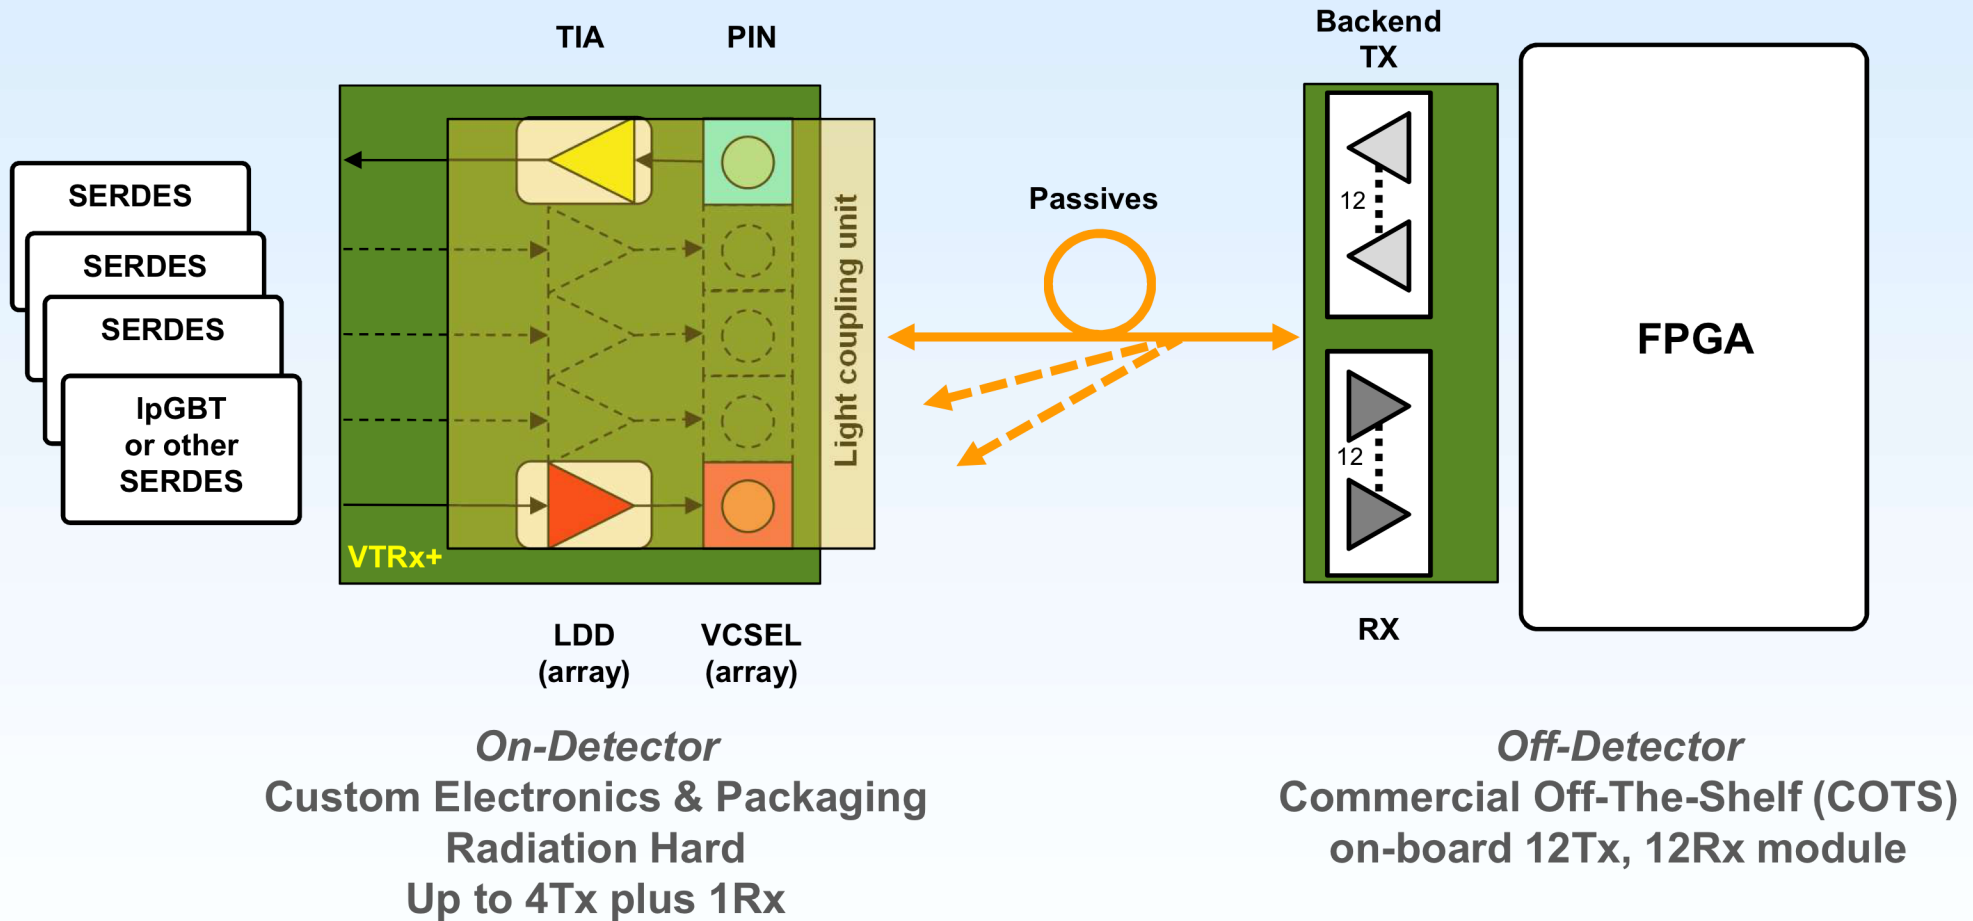 TIA
PIN
Backend
TX
SERDES
SERDES
SERDES
lpGBT
or other
SERDES
Light coupling unit
VTRx+
Passives
12
12
FPGA
LDD
(array)
VCSEL
(array)
RX
On-Detector
Custom Electronics & Packaging
Radiation Hard
Up to 4Tx plus 1Rx
Off-Detector
Commercial Off-The-Shelf (COTS)
on-board 12Tx, 12Rx module